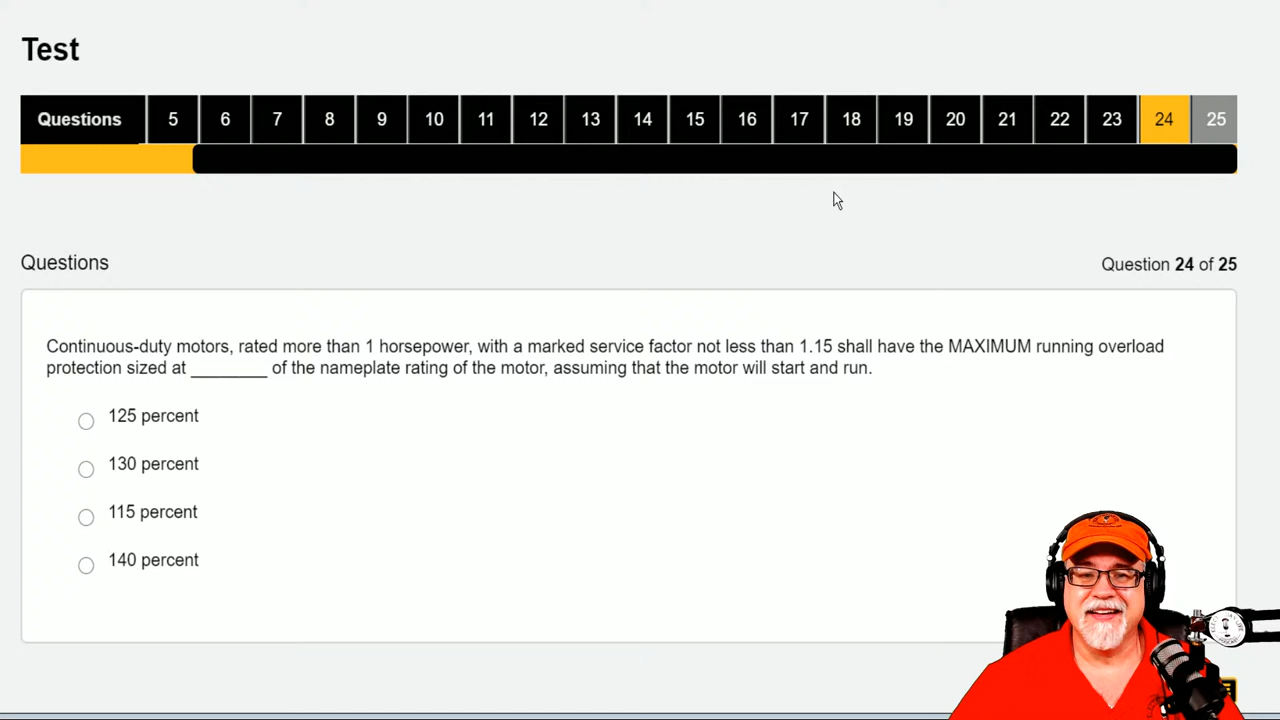 Test
Questions 5 6 7 8 9 10 11 12 13 14 15 16 17 18 19 20 21 22 23 24 25
Questions
Question 24 of 25
Continuous-duty motors, rated more than 1 horsepower, with a marked service factor not less than 1.15 shall have the MAXIMUM running overload
protection sized at ________ of the nameplate rating of the motor, assuming that the motor will start and run.
125 percent
130 percent
115 percent
140 percent